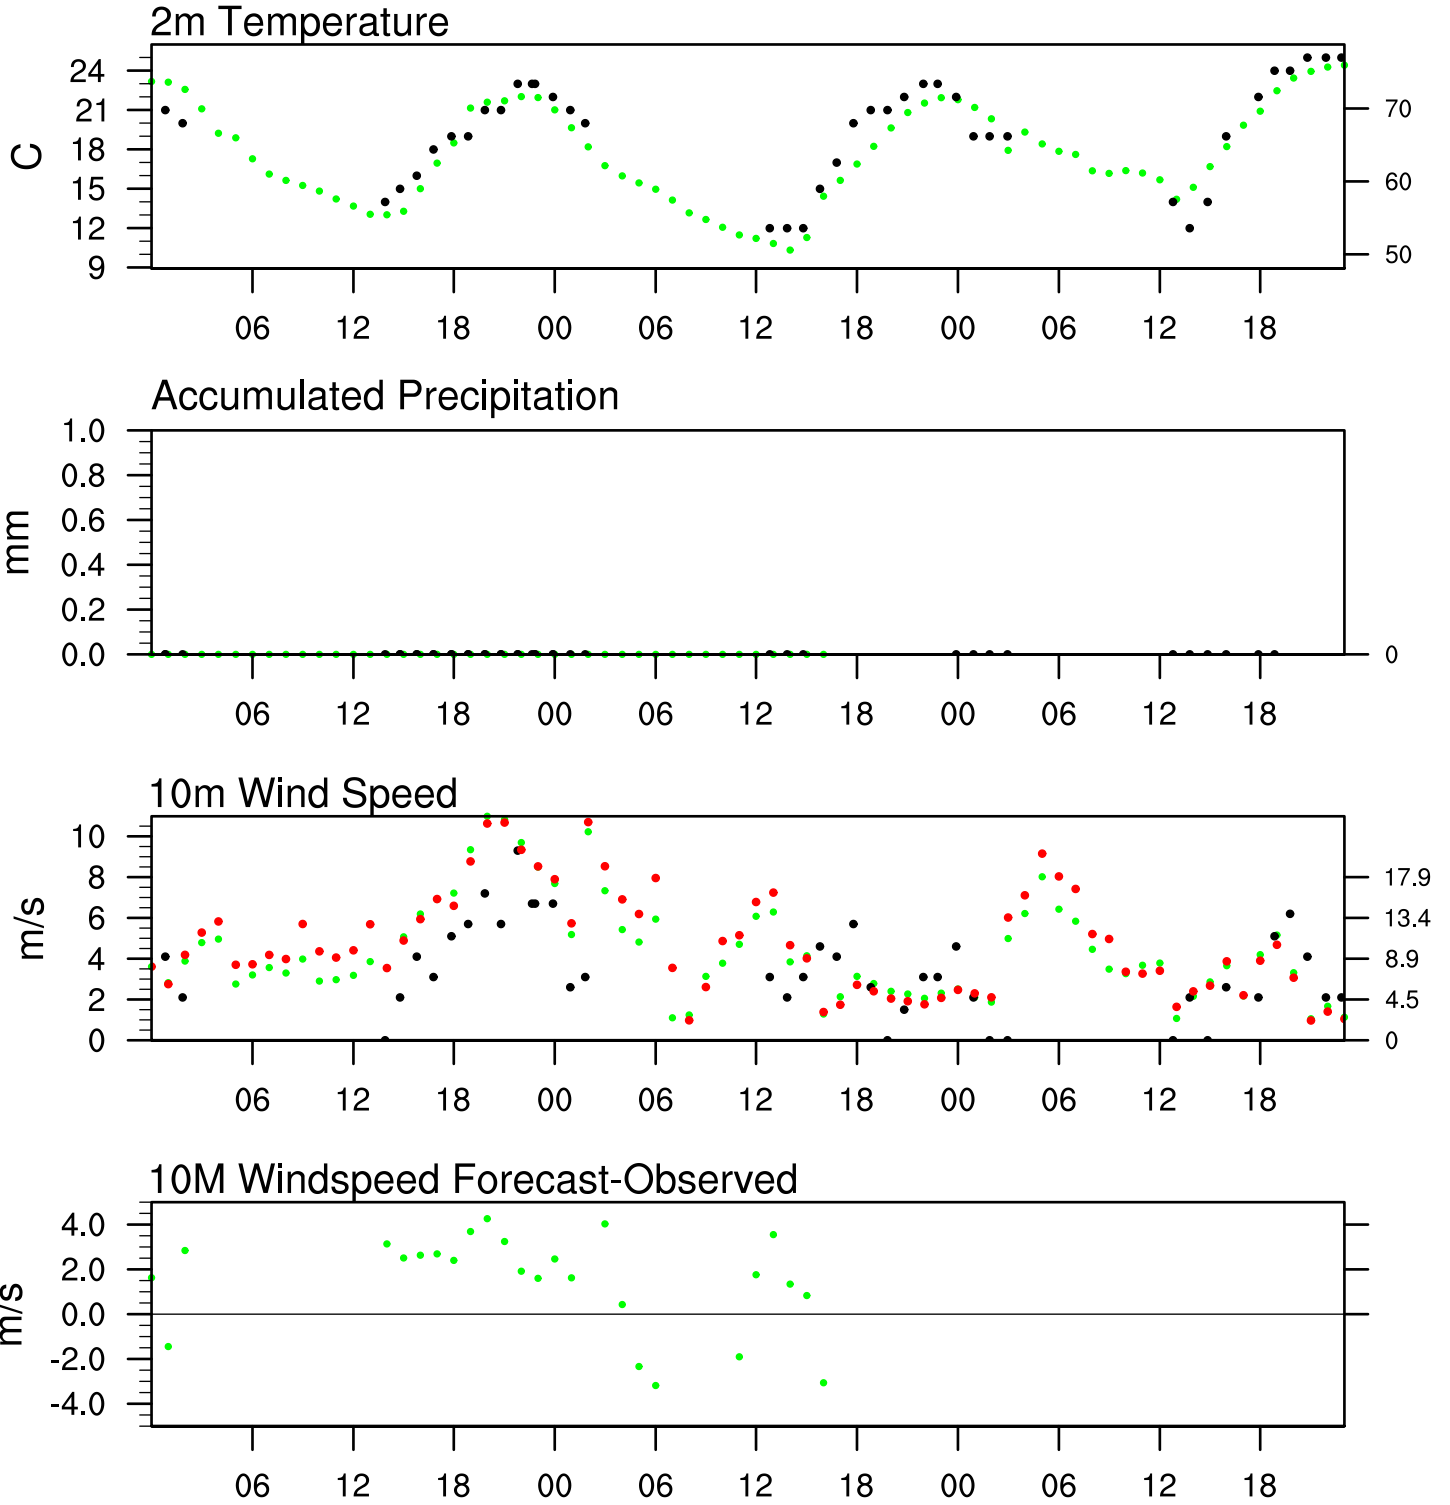 2m Temperature
24
21
18
15
12
9
C
70
60
50
06 12 18 00 06 12 18 00 06 12 18
Accumulated Precipitation
1.0
0.8
0.6
0.4
0.2
0.0
mm
0
06 12 18 00 06 12 18 00 06 12 18
10m Wind Speed
10
8
6
4
2
0
m/s
17.9
13.4
8.9
4.5
0
06 12 18 00 06 12 18 00 06 12 18
10M Windspeed Forecast-Observed
4.0
2.0
0.0
-2.0
-4.0
m/s
06 12 18 00 06 12 18 00 06 12 18